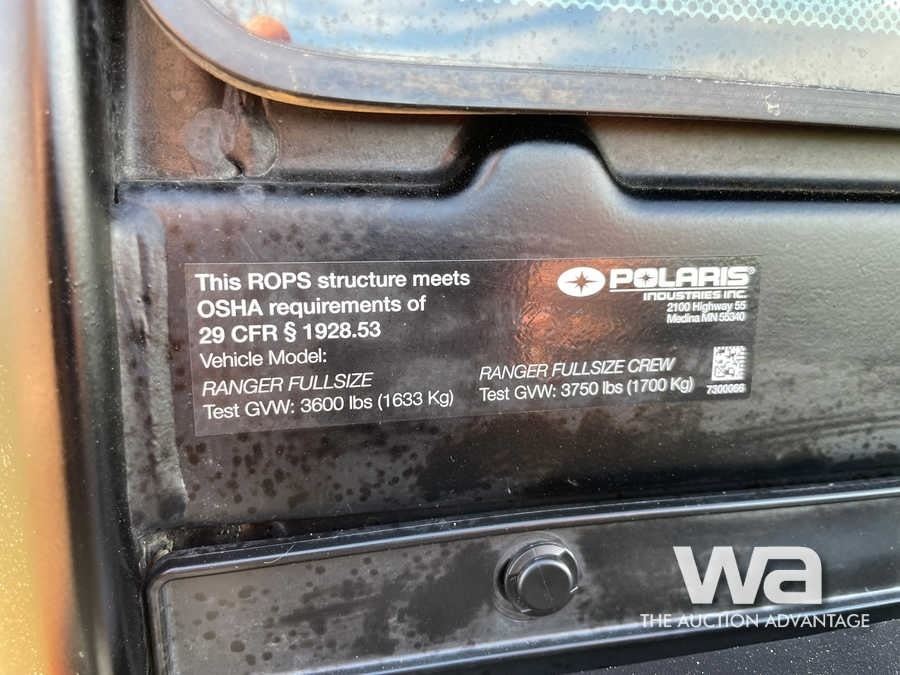 This ROPS structure meets
OSHA requirements of
29 CFR § 1928.53
Vehicle Model:
RANGER FULLSIZE
Test GVW: 3600 lbs (1633 Kg)
POLARIS®
INDUSTRIES INC.
2100 Highway 55
Medina MN 55340
RANGER FULLSIZE CREW
Test GVW: 3750 lbs (1700 Kg)
7300066
wa
THE AUCTION ADVANTAGE